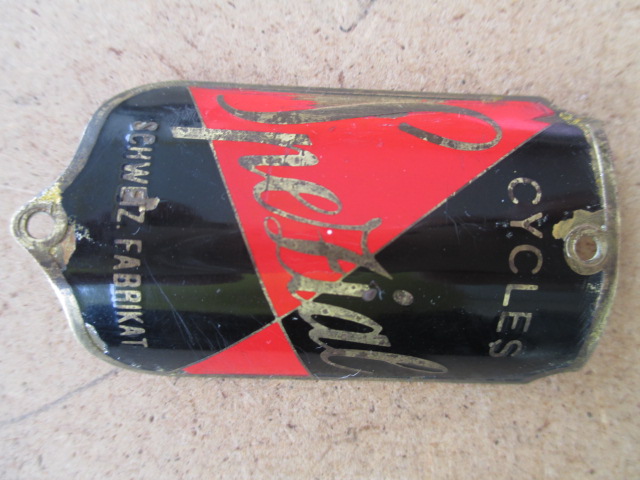 CYCLES
Spezial
SCHWEIZ. FABRIKAT